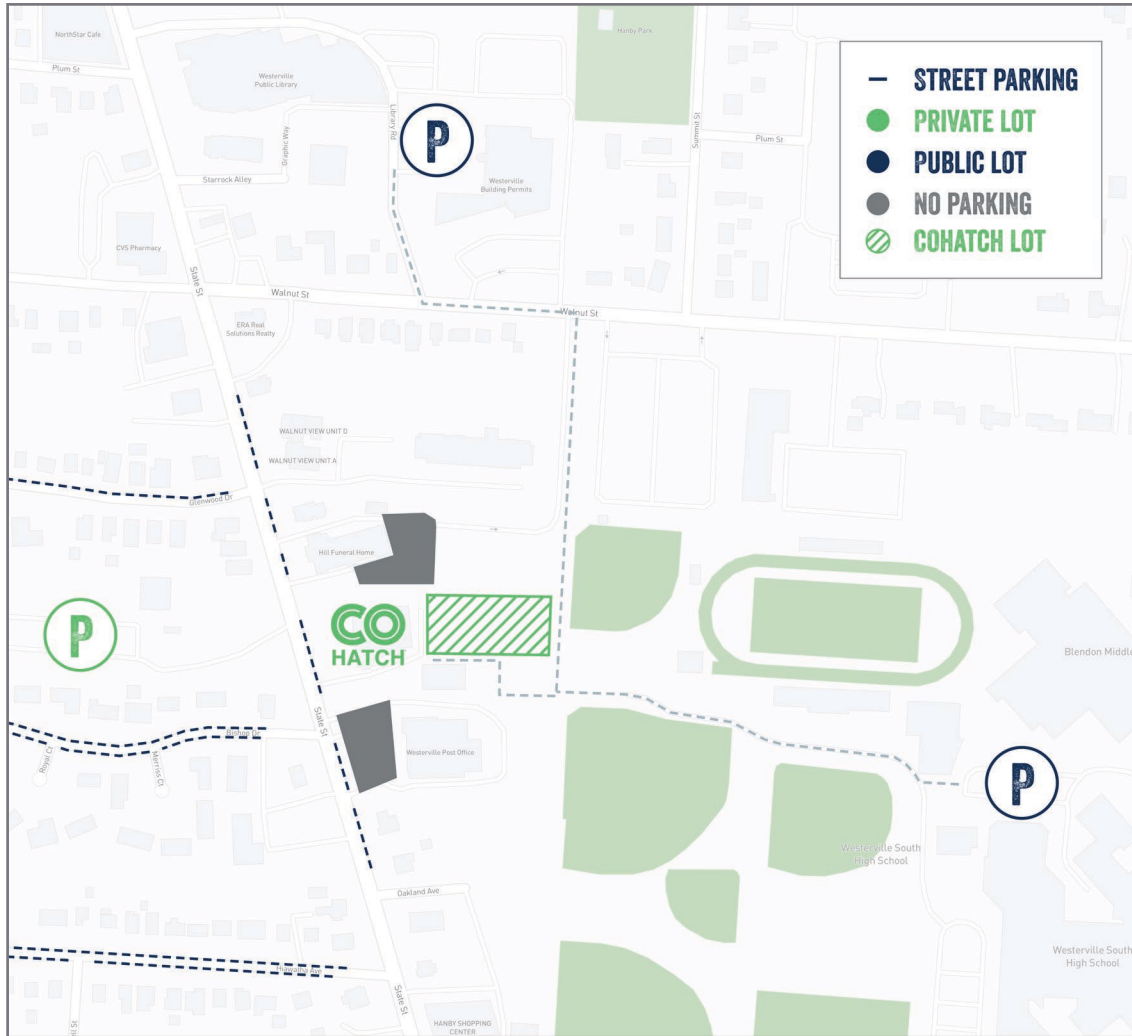 NorthStar Cafe
Plum St
Westerville
Public Library
Library Rd
Graphic Way
Starrock Alley
P
Westerville
Building Permits
Hanby Park
Summit St
Plum St
STREET PARKING
PRIVATE LOT
PUBLIC LOT
NO PARKING
COHATCH LOT
CVS Pharmacy
State St
Walnut St
Walnut St
ERA Real
Solutions Realty
WALNUT VIEW UNIT D
WALNUT VIEW UNIT A
Glenwood Dr
Hill Funeral Home
P
CO
HATCH
Blendon Middle
State St
Bishop Dr
Royal Ct
Merriss Ct
Westerville Post Office
P
Westerville South
High School
Oakland Ave
Hiawatha Ave
State St
HANBY SHOPPING
CENTER
Westerville South
High School